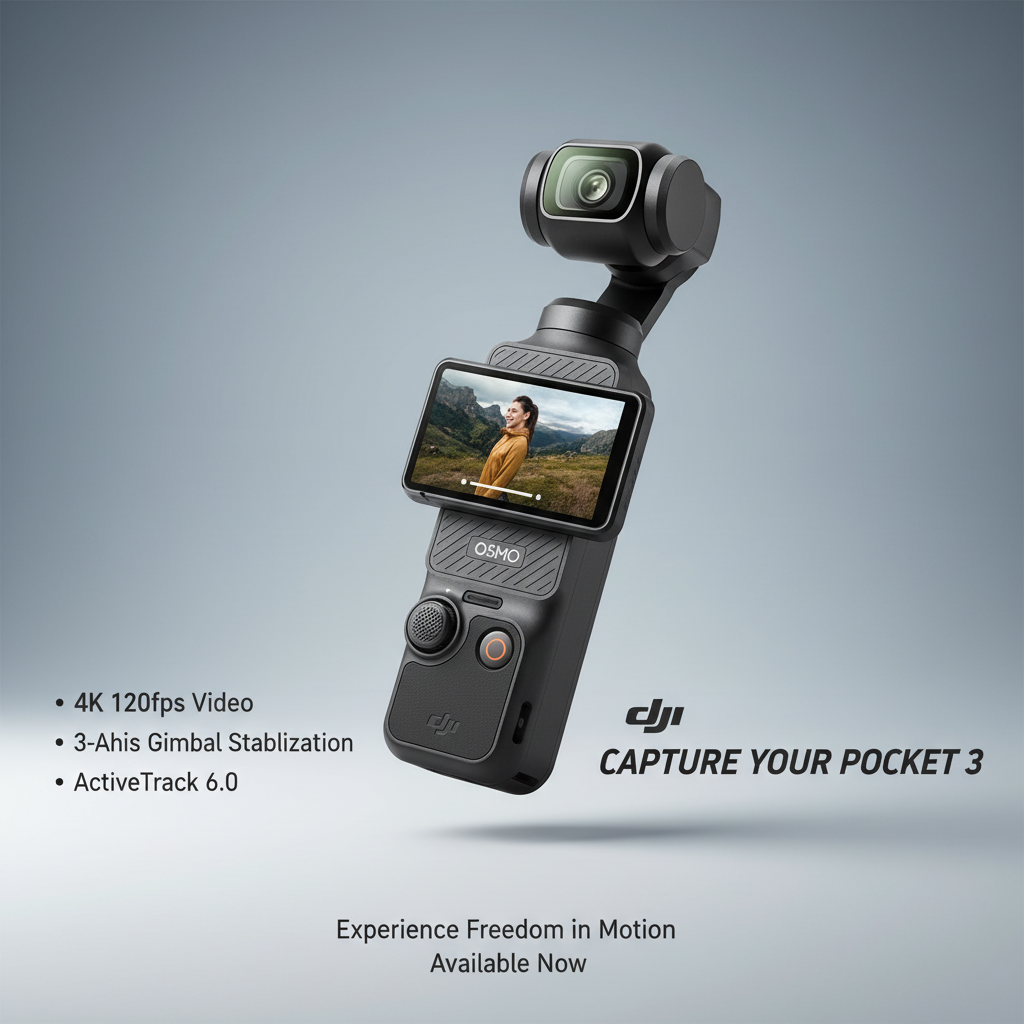 OSMO
dji
• 4K 120fps Video
• 3-Ahis Gimbal Stablization
• ActiveTrack 6.0
dji
CAPTURE YOUR POCKET 3
Experience Freedom in Motion
Available Now